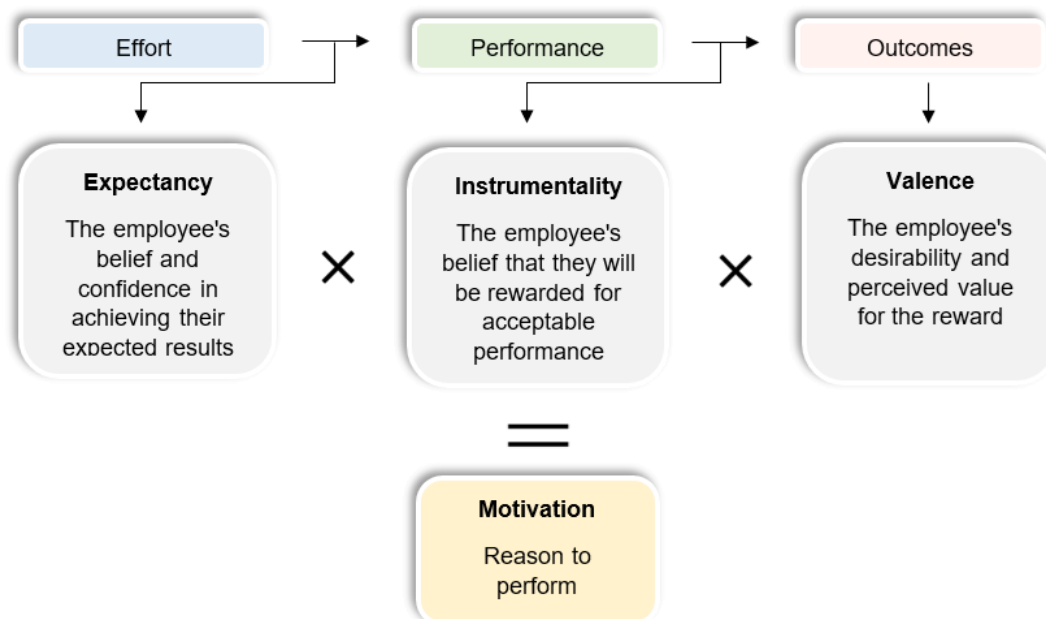 Effort
Performance
Outcomes
Expectancy
The employee's
belief and
confidence in
achieving their
expected results
Instrumentality
The employee's
belief that they will
be rewarded for
acceptable
performance
Valence
The employee's
desirability and
perceived value
for the reward
Motivation
Reason to
perform